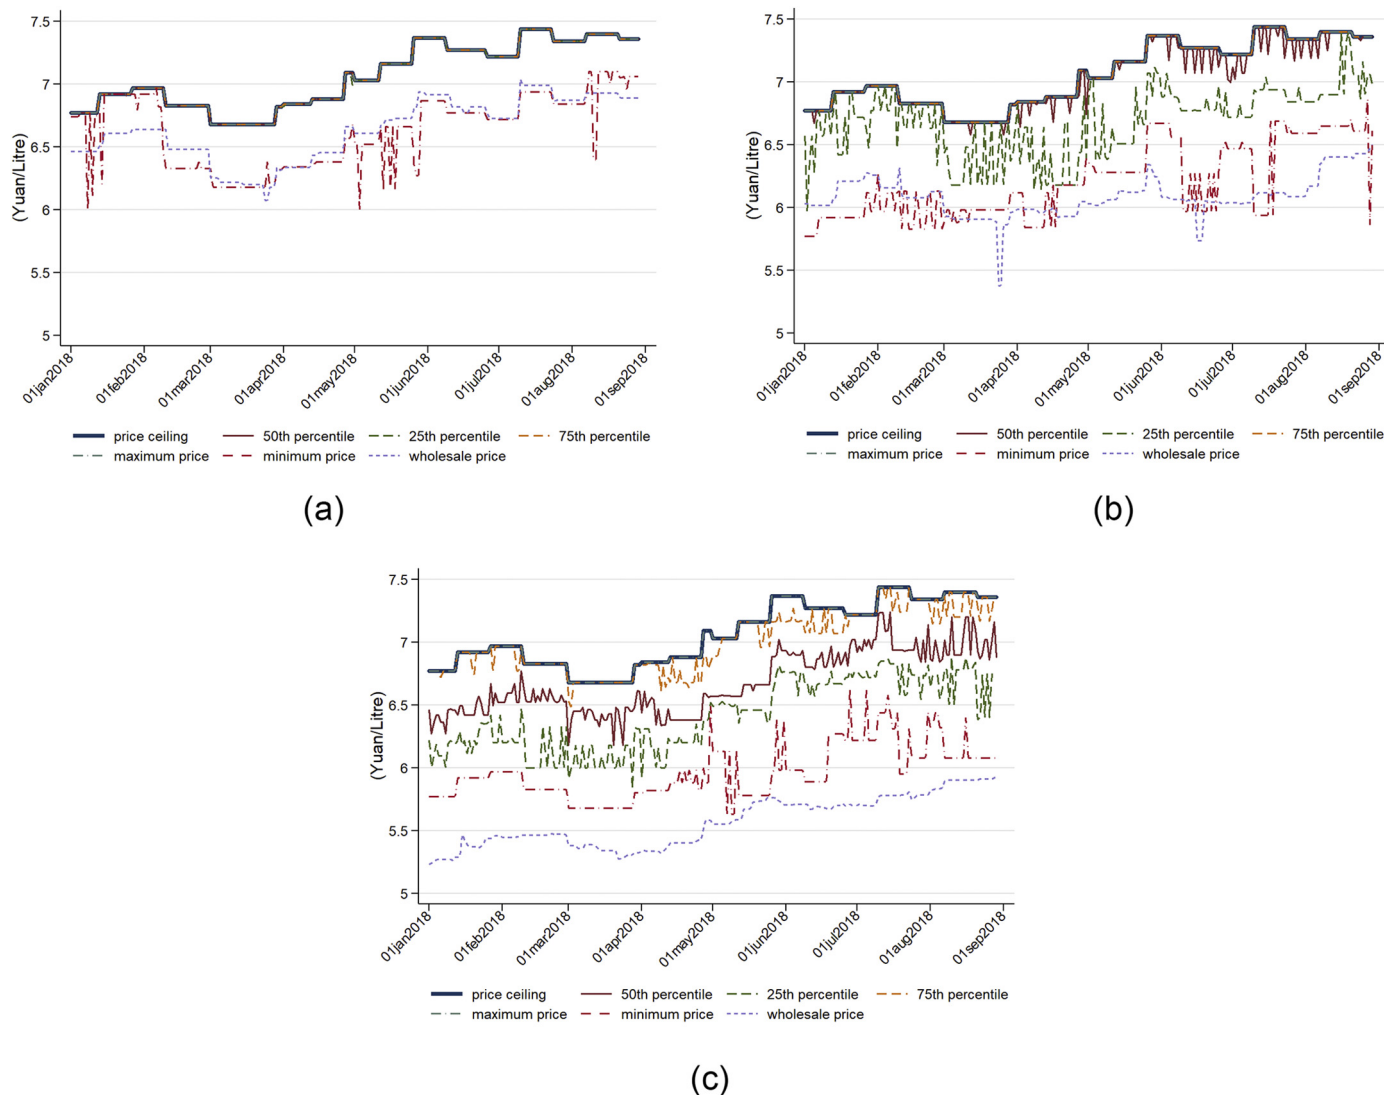 7.5
7
6.5
6
5.5
5
(Yuan/Litre)
01jan2018
01feb2018
01mar2018
01apr2018
01may2018
01jun2018
01jul2018
01aug2018
01sep2018
price ceiling 50th percentile 25th percentile 75th percentile
maximum price minimum price wholesale price
(a)
7.5
7
6.5
6
5.5
5
(Yuan/Litre)
01jan2018
01feb2018
01mar2018
01apr2018
01may2018
01jun2018
01jul2018
01aug2018
01sep2018
price ceiling 50th percentile 25th percentile 75th percentile
maximum price minimum price wholesale price
(b)
7.5
7
6.5
6
5.5
5
(Yuan/Litre)
01jan2018
01feb2018
01mar2018
01apr2018
01may2018
01jun2018
01jul2018
01aug2018
01sep2018
price ceiling 50th percentile 25th percentile 75th percentile
maximum price minimum price wholesale price
(c)